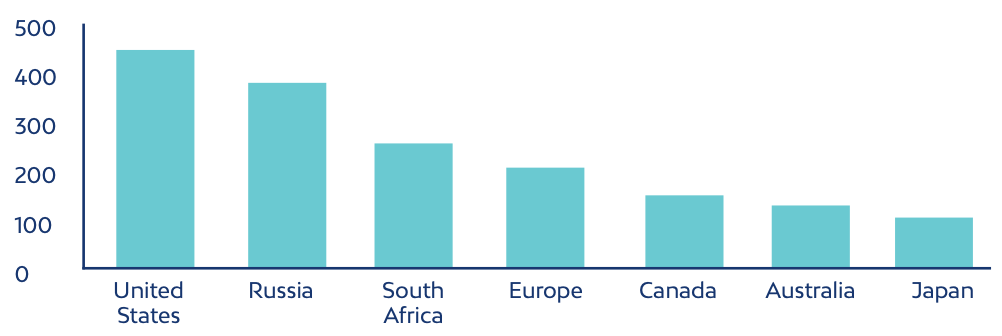 500
400
300
200
100
0
United States
Russia
South Africa
Europe
Canada
Australia
Japan